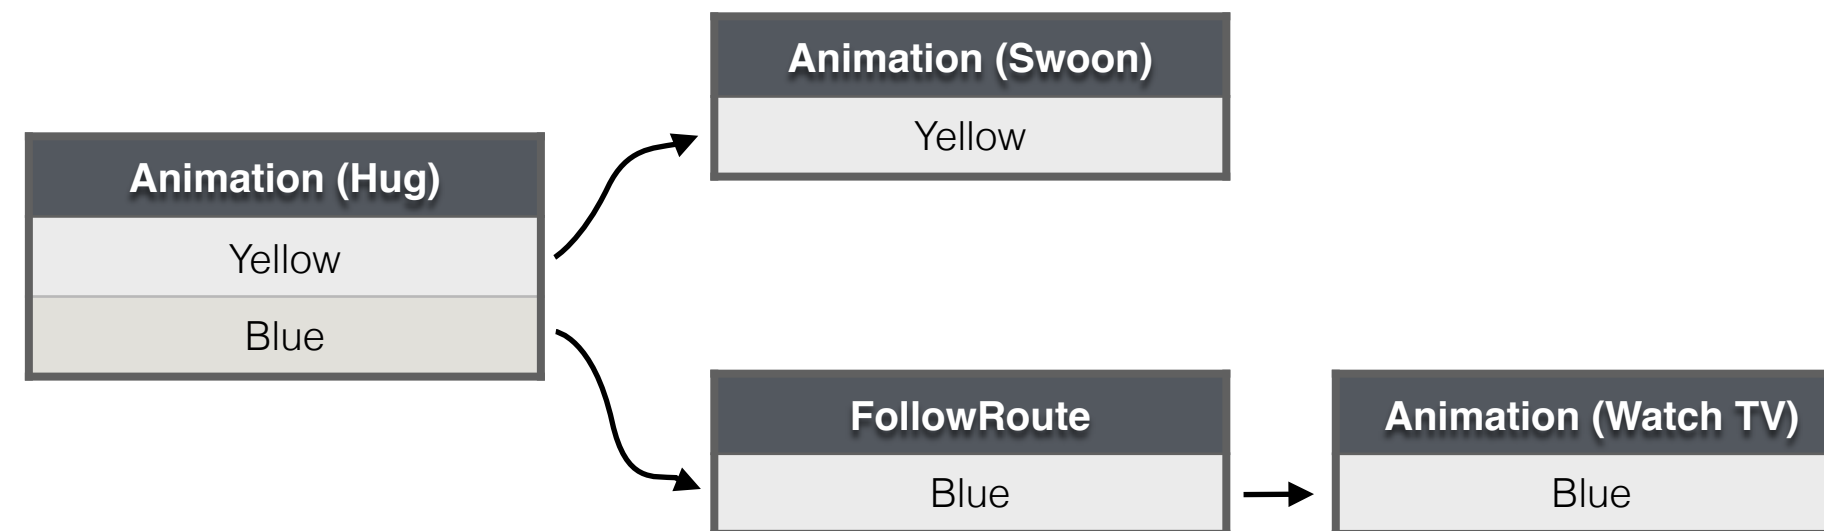 Animation (Swoon)
Yellow
Animation (Hug)
Yellow
Blue
FollowRoute
Blue
Animation (Watch TV)
Blue